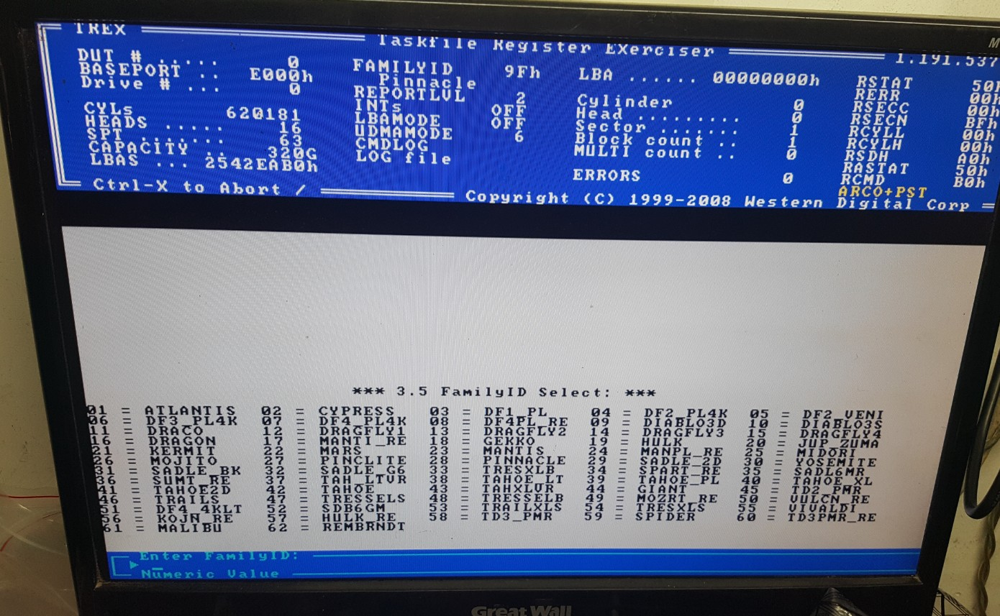 TREX Taskfile Register Exerciser 1.191.537
DUT # ..... 0 FAMILYID 9Fh LBA ...... 00000000h RSTAT 50h
BASEPORT .. E000h Pinnacle RERR 00h
Drive # ... 0 REPORTLVL 2 Cylinder 0 RSECC 00h
INTs OFF Head ......... 0 RSECN BFh
CYLs 620181 LBAMODE OFF Sector ....... 1 RCYLL 00h
HEADS ..... 16 UDMAMODE 6 Block count .. 1 RCYLH 00h
SPT ....... 63 CMDLOG MULTI count .. 0 RSDH A0h
CAPACITY .. 320G LOG file RASTAT 50h
LBAS ... 2542EAB0h ERRORS 0 RCMD B0h
ARCO+PST
Ctrl-X to Abort / Copyright (C) 1999-2008 Western Digital Corp
*** 3.5 FamilyID Select: ***
01 = ATLANTIS 02 = CYPRESS 03 = DF1_PL 04 = DF2_PL4K 05 = DF2_VENI
06 = DF3_PL4K 07 = DF4_PL4K 08 = DF4PL_RE 09 = DIABLO3D 10 = DIABLO3S
11 = DRACO 12 = DRAGFLY1 13 = DRAGFLY2 14 = DRAGFLY3 15 = DRAGFLY4
16 = DRAGON 17 = MANTI_RE 18 = GEKKO 19 = HULK 20 = JUP_ZUMA
21 = KERMIT 22 = MARS 23 = MANTIS 24 = MANPL_RE 25 = MIDORI
26 = MOJITO 27 = PINCLITE 28 = PINNACLE 29 = SADLE_2D 30 = YOSEMITE
31 = SADLE_BK 32 = SADLE_G6 33 = TRESXLB 34 = SPART_RE 35 = SADL6MR
36 = SUMT_RE 37 = TAH_LTVR 38 = TAHOE_LT 39 = TAHOE_PL 40 = TAHOE_XL
41 = TAHOE2D 42 = TAHOE 43 = TAHXLVR 44 = GIANT 45 = TD2_PMR
46 = TRAILS 47 = TRESSELS 48 = TRESSELB 49 = MOZRT_RE 50 = VULCN_RE
51 = DF4_4KLT 52 = SDB6GM 53 = TRAILXLS 54 = TRESXLS 55 = VIVALDI
56 = KOJN_RE 57 = HULK_RE 58 = TD3_PMR 59 = SPIDER 60 = TD3PMR_RE
61 = MALIBU 62 = REMBRNDT
Enter FamilyID:
Numeric Value
Great Wall